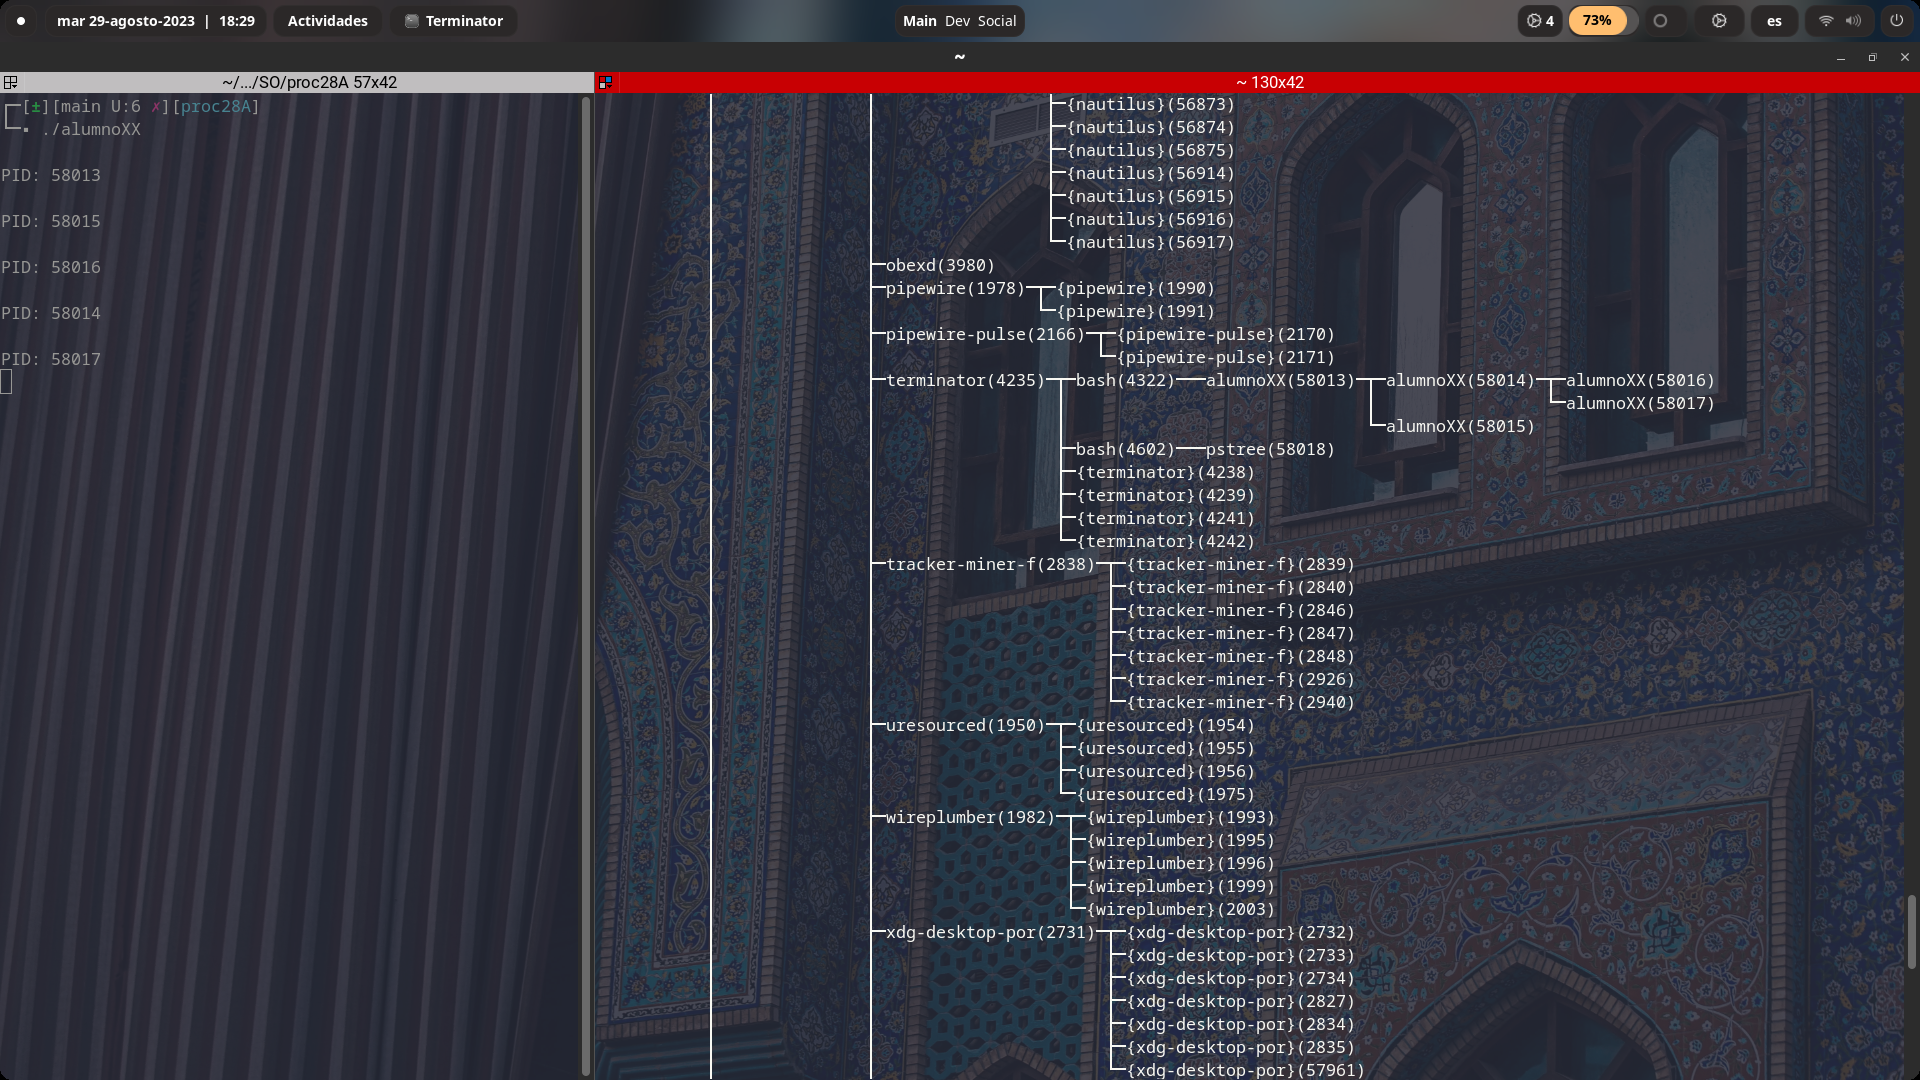 mar 29-agosto-2023 | 18:29 Actividades Terminator Main Dev Social 4 73% es
~
~/.../SO/proc28A 57x42
┌─[±][main U:6 ✗][proc28A]
└─▪ ./alumnoXX
PID: 58013
PID: 58015
PID: 58016
PID: 58014
PID: 58017
~ 130x42
├─{nautilus}(56873)
├─{nautilus}(56874)
├─{nautilus}(56875)
├─{nautilus}(56914)
├─{nautilus}(56915)
├─{nautilus}(56916)
└─{nautilus}(56917)
├─obexd(3980)
├─pipewire(1978)─┬─{pipewire}(1990)
└─{pipewire}(1991)
├─pipewire-pulse(2166)─┬─{pipewire-pulse}(2170)
└─{pipewire-pulse}(2171)
├─terminator(4235)─┬─bash(4322)───alumnoXX(58013)─┬─alumnoXX(58014)─┬─alumnoXX(58016)
└─alumnoXX(58017)
└─alumnoXX(58015)
├─bash(4602)───pstree(58018)
├─{terminator}(4238)
├─{terminator}(4239)
├─{terminator}(4241)
└─{terminator}(4242)
├─tracker-miner-f(2838)─┬─{tracker-miner-f}(2839)
├─{tracker-miner-f}(2840)
├─{tracker-miner-f}(2846)
├─{tracker-miner-f}(2847)
├─{tracker-miner-f}(2848)
├─{tracker-miner-f}(2926)
└─{tracker-miner-f}(2940)
├─uresourced(1950)─┬─{uresourced}(1954)
├─{uresourced}(1955)
├─{uresourced}(1956)
└─{uresourced}(1975)
├─wireplumber(1982)─┬─{wireplumber}(1993)
├─{wireplumber}(1995)
├─{wireplumber}(1996)
├─{wireplumber}(1999)
└─{wireplumber}(2003)
├─xdg-desktop-por(2731)─┬─{xdg-desktop-por}(2732)
├─{xdg-desktop-por}(2733)
├─{xdg-desktop-por}(2734)
├─{xdg-desktop-por}(2827)
├─{xdg-desktop-por}(2834)
├─{xdg-desktop-por}(2835)
└─{xdg-desktop-por}(57961)